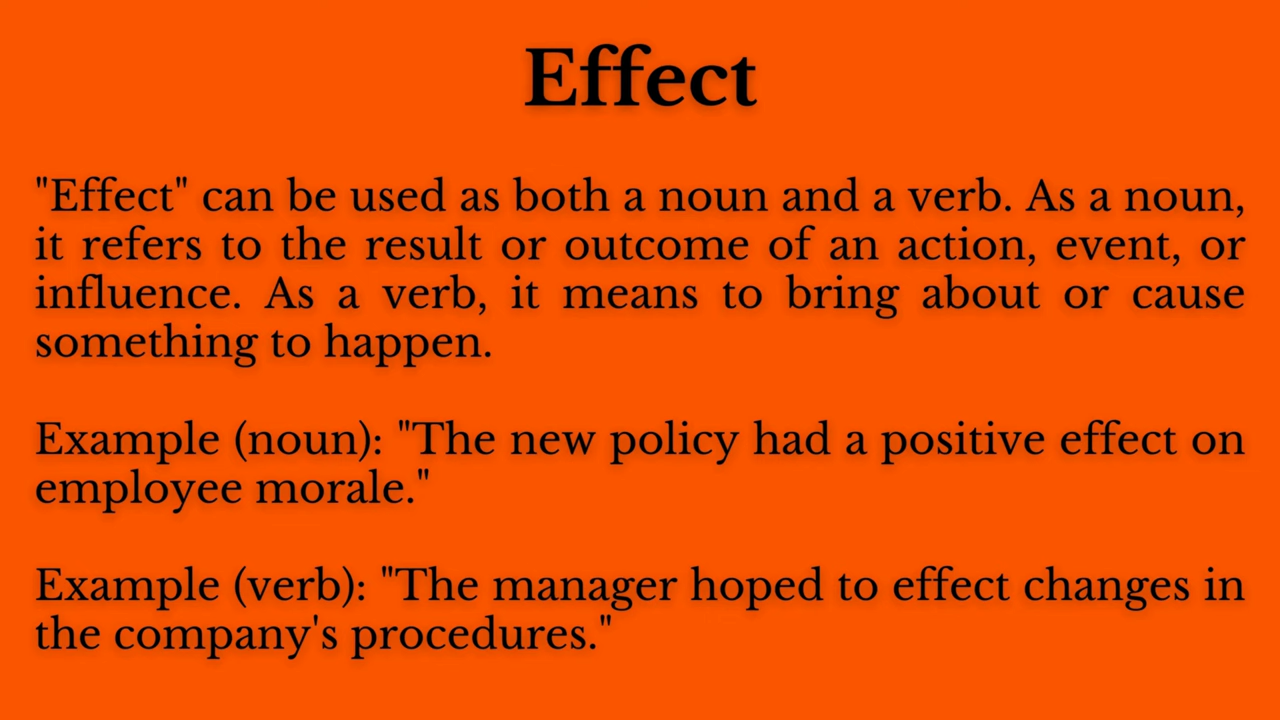 Effect
"Effect" can be used as both a noun and a verb. As a noun,
it refers to the result or outcome of an action, event, or
influence. As a verb, it means to bring about or cause
something to happen.
Example (noun): "The new policy had a positive effect on
employee morale."
Example (verb): "The manager hoped to effect changes in
the company's procedures."